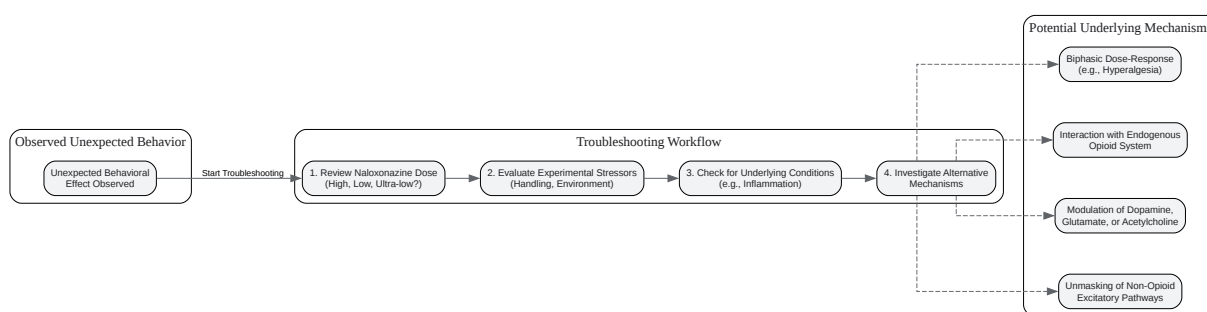 Observed Unexpected Behavior
Unexpected Behavioral
Effect Observed
Start Troubleshooting
Troubleshooting Workflow
1. Review Naloxonazine Dose
(High, Low, Ultra-low?)
2. Evaluate Experimental Stressors
(Handling, Environment)
3. Check for Underlying Conditions
(e.g., Inflammation)
4. Investigate Alternative
Mechanisms
Potential Underlying Mechanism
Biphasic Dose-Response
(e.g., Hyperalgesia)
Interaction with Endogenous
Opioid System
Modulation of Dopamine,
Glutamate, or Acetylcholine
Unmasking of Non-Opioid
Excitatory Pathways